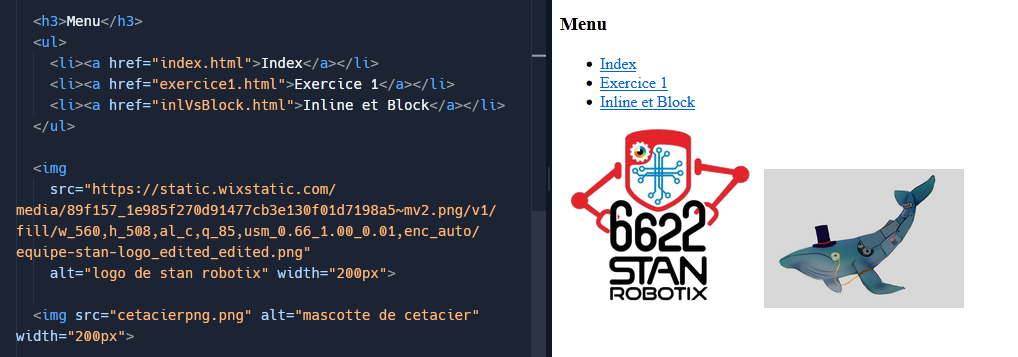 <h3>Menu</h3>
<ul>
<li><a href="index.html">Index</a></li>
<li><a href="exercice1.html">Exercice 1</a></li>
<li><a href="inlVsBlock.html">Inline et Block</a></li>
</ul>
<img
src="https://static.wixstatic.com/
media/89f157_1e985f270d91477cb3e130f01d7198a5~mv2.png/v1/
fill/w_560,h_508,al_c,q_85,usm_0.66_1.00_0.01,enc_auto/
equipe-stan-logo_edited_edited.png"
alt="logo de stan robotix" width="200px">
<img src="cetacierpng.png" alt="mascotte de cetacier"
width="200px">
Menu
Index
Exercice 1
Inline et Block
6622
STAN
ROBOTIX